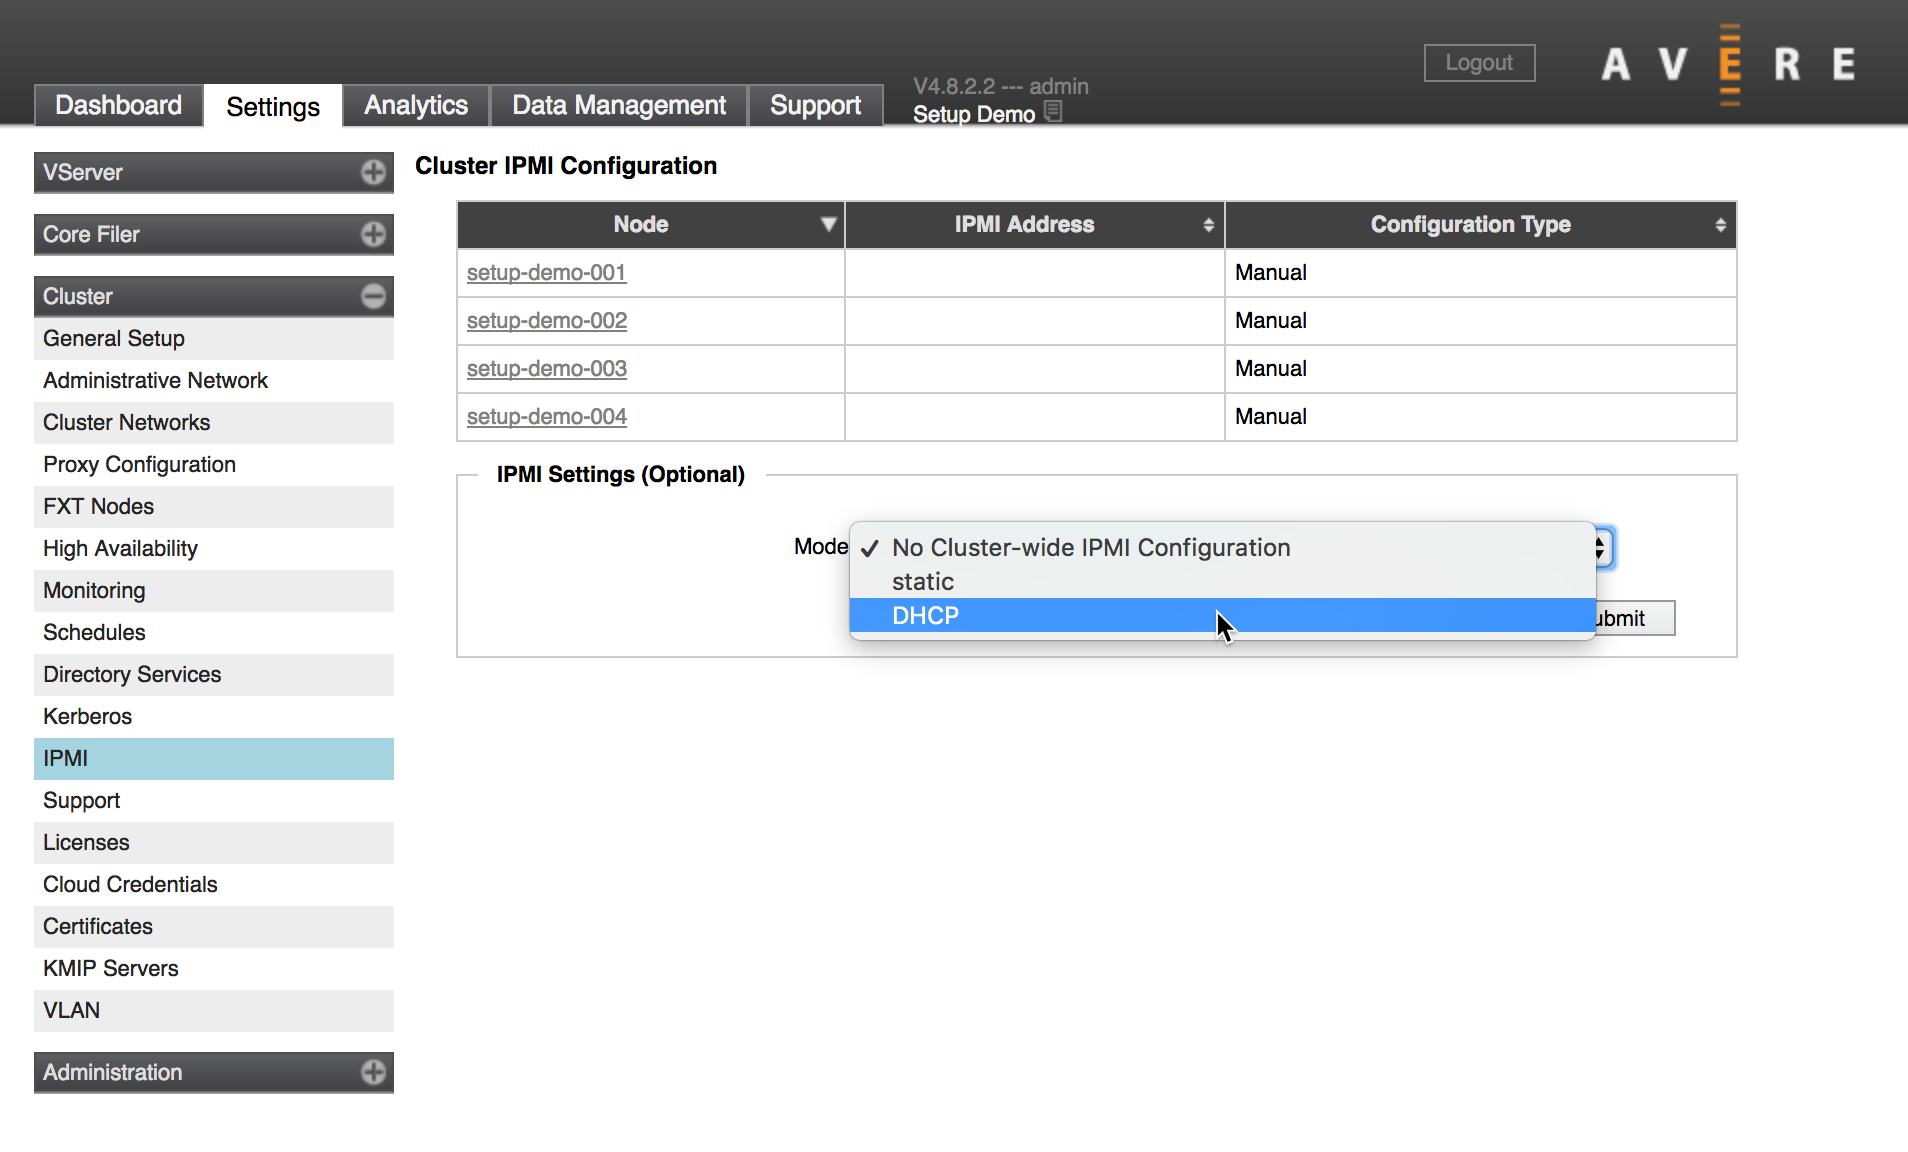 Logout
AVERE
V4.8.2.2 --- admin
Setup Demo
Dashboard
Settings
Analytics
Data Management
Support
VServer
Core Filer
Cluster
General Setup
Administrative Network
Cluster Networks
Proxy Configuration
FXT Nodes
High Availability
Monitoring
Schedules
Directory Services
Kerberos
IPMI
Support
Licenses
Cloud Credentials
Certificates
KMIP Servers
VLAN
Administration
Cluster IPMI Configuration
Node IPMI Address Configuration Type
setup-demo-001 Manual
setup-demo-002 Manual
setup-demo-003 Manual
setup-demo-004 Manual
IPMI Settings (Optional)
Mode ✓ No Cluster-wide IPMI Configuration
static
DHCP
ubmit